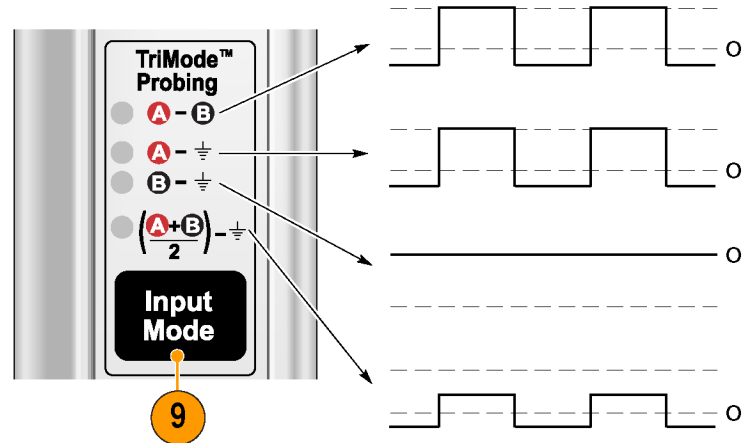 TriMode™
Probing
A - B
A - ⏚
B - ⏚
(A+B / 2) - ⏚
Input
Mode
9
O
O
O
O